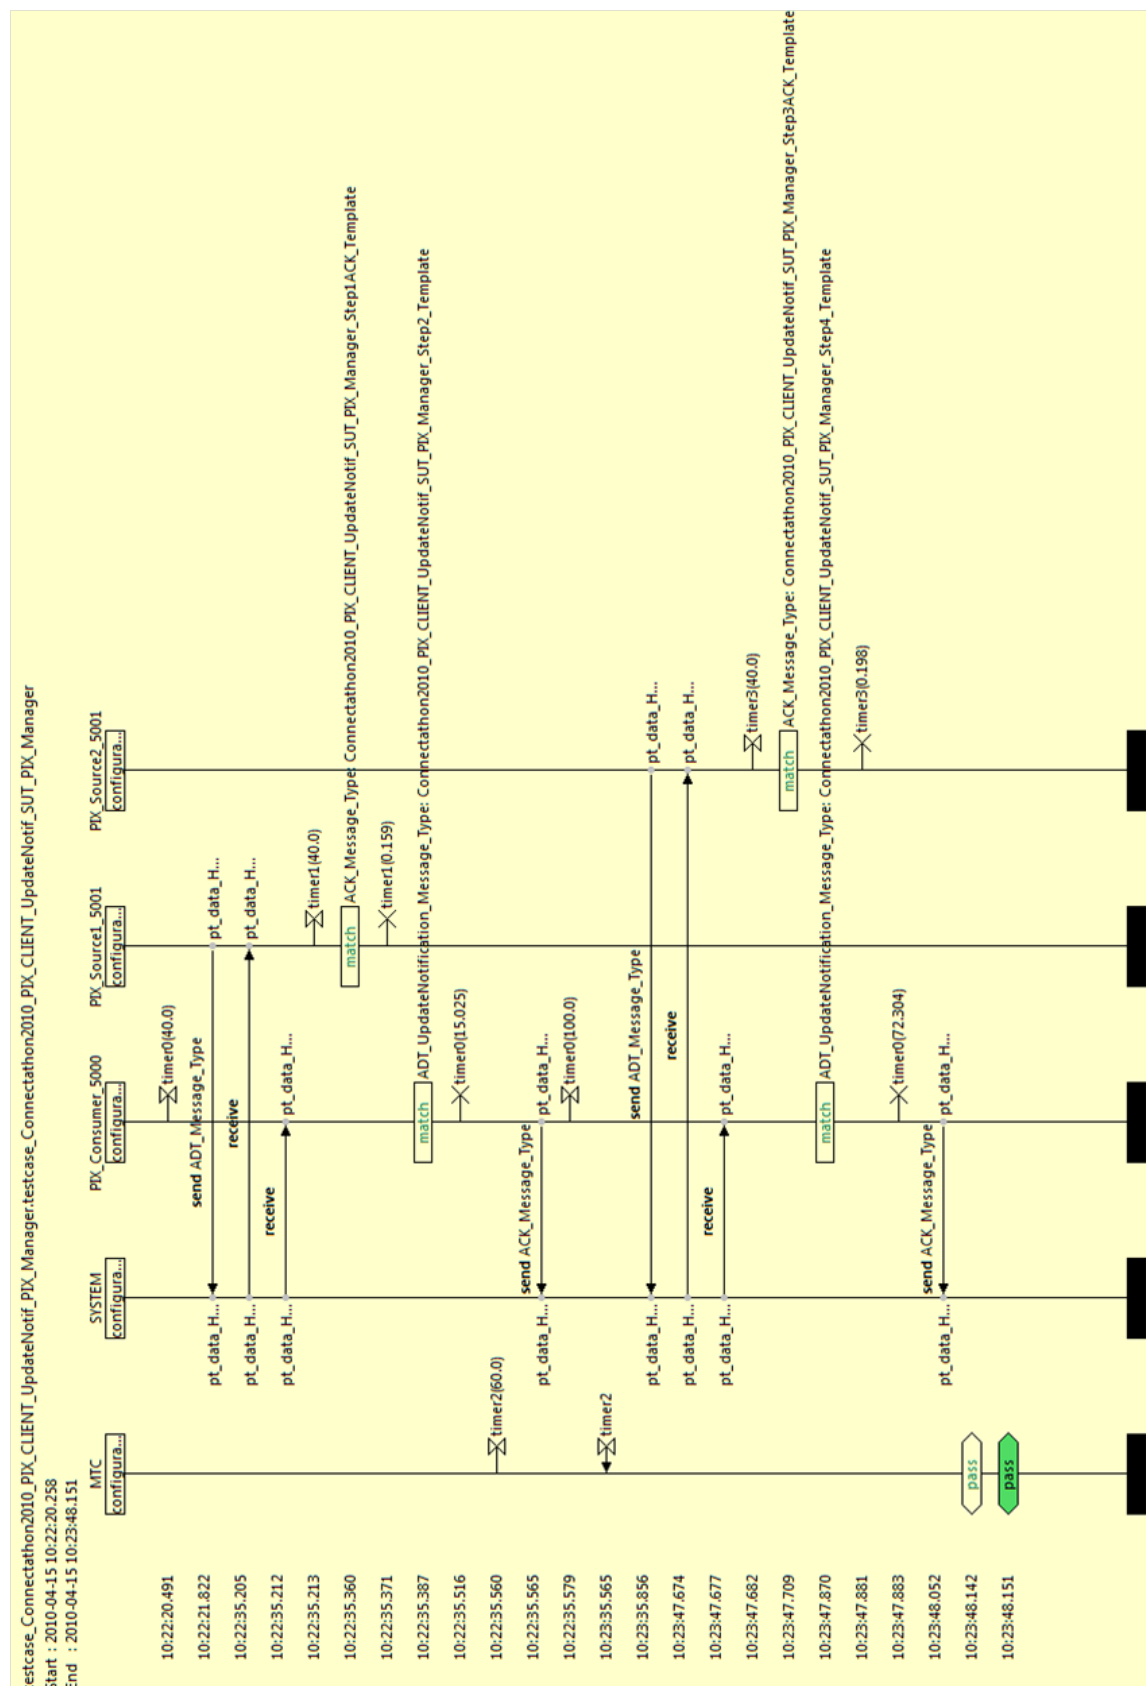 testcase_Connectathon2010_PIX_CLIENT_UpdateNotif_PIX_Manager.testcase_Connectathon2010_PIX_CLIENT_UpdateNotif_SUT_PIX_Manager
Start : 2010-04-15 10:22:20.258
End : 2010-04-15 10:23:48.151
MTC SYSTEM PIX_Consumer_5000 PIX_Source1_5001 PIX_Source2_5001
configura... configura... configura... configura... configura...
10:22:20.491 timer0(40.0)
send ADT_Message_Type
10:22:21.822 pt_data_H... pt_data_H...
receive
10:22:35.205 pt_data_H... pt_data_H...
receive
10:22:35.212 pt_data_H... pt_data_H...
10:22:35.213 timer1(40.0)
10:22:35.360 match ACK_Message_Type: Connectathon2010_PIX_CLIENT_UpdateNotif_SUT_PIX_Manager_Step1ACK_Template
10:22:35.371 timer1(0.159)
10:22:35.387 match ADT_UpdateNotification_Message_Type: Connectathon2010_PIX_CLIENT_UpdateNotif_SUT_PIX_Manager_Step2_Template
10:22:35.516 timer0(15.025)
10:22:35.560 timer2(60.0)
send ACK_Message_Type
10:22:35.565 pt_data_H... pt_data_H...
10:22:35.579 timer0(100.0)
10:23:35.565 timer2
send ADT_Message_Type
10:23:35.856 pt_data_H... pt_data_H...
receive
10:23:47.674 pt_data_H... pt_data_H...
receive
10:23:47.677 pt_data_H... pt_data_H...
10:23:47.682 timer3(40.0)
10:23:47.709 match ACK_Message_Type: Connectathon2010_PIX_CLIENT_UpdateNotif_SUT_PIX_Manager_Step3ACK_Template
10:23:47.870 match ADT_UpdateNotification_Message_Type: Connectathon2010_PIX_CLIENT_UpdateNotif_SUT_PIX_Manager_Step4_Template
10:23:47.881 timer3(0.198)
10:23:47.883 timer0(72.304)
send ACK_Message_Type
10:23:48.052 pt_data_H... pt_data_H...
10:23:48.142 pass
10:23:48.151 pass